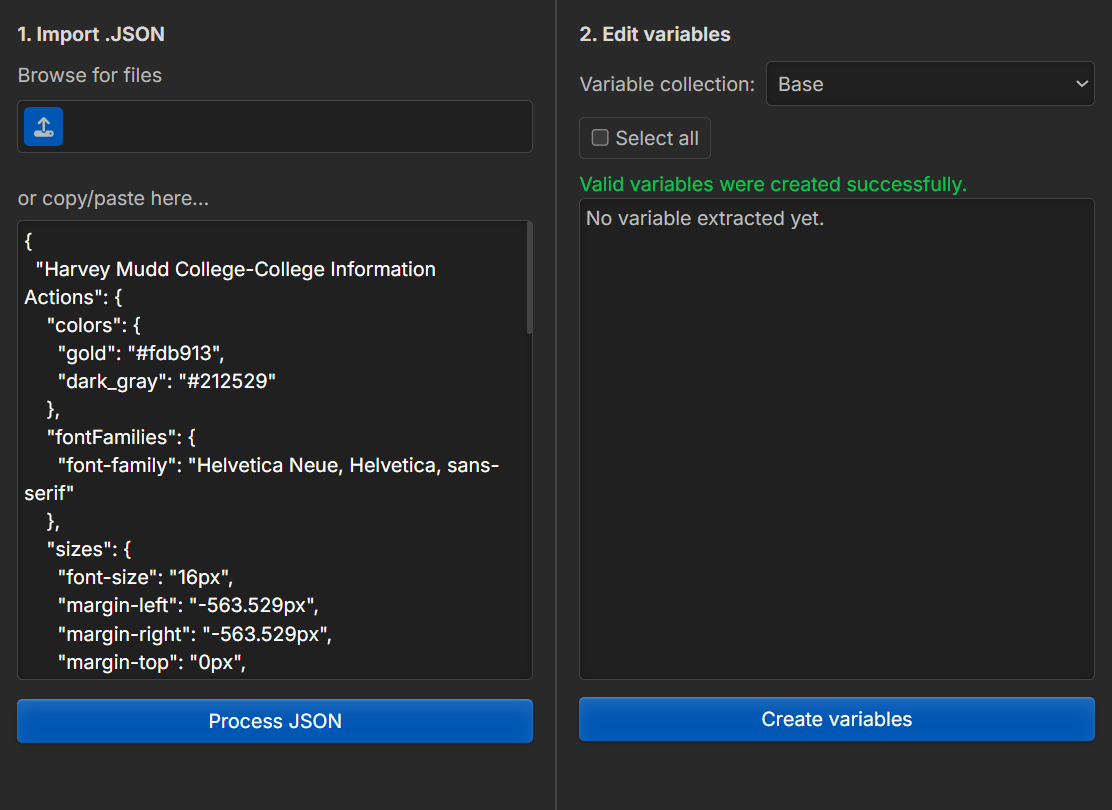 1. Import .JSON
Browse for files
or copy/paste here...
{
"Harvey Mudd College-College Information
Actions": {
"colors": {
"gold": "#fdb913",
"dark_gray": "#212529"
},
"fontFamilies": {
"font-family": "Helvetica Neue, Helvetica, sans-
serif"
},
"sizes": {
"font-size": "16px",
"margin-left": "-563.529px",
"margin-right": "-563.529px",
"margin-top": "0px",
Process JSON
2. Edit variables
Variable collection: Base
Select all
Valid variables were created successfully.
No variable extracted yet.
Create variables